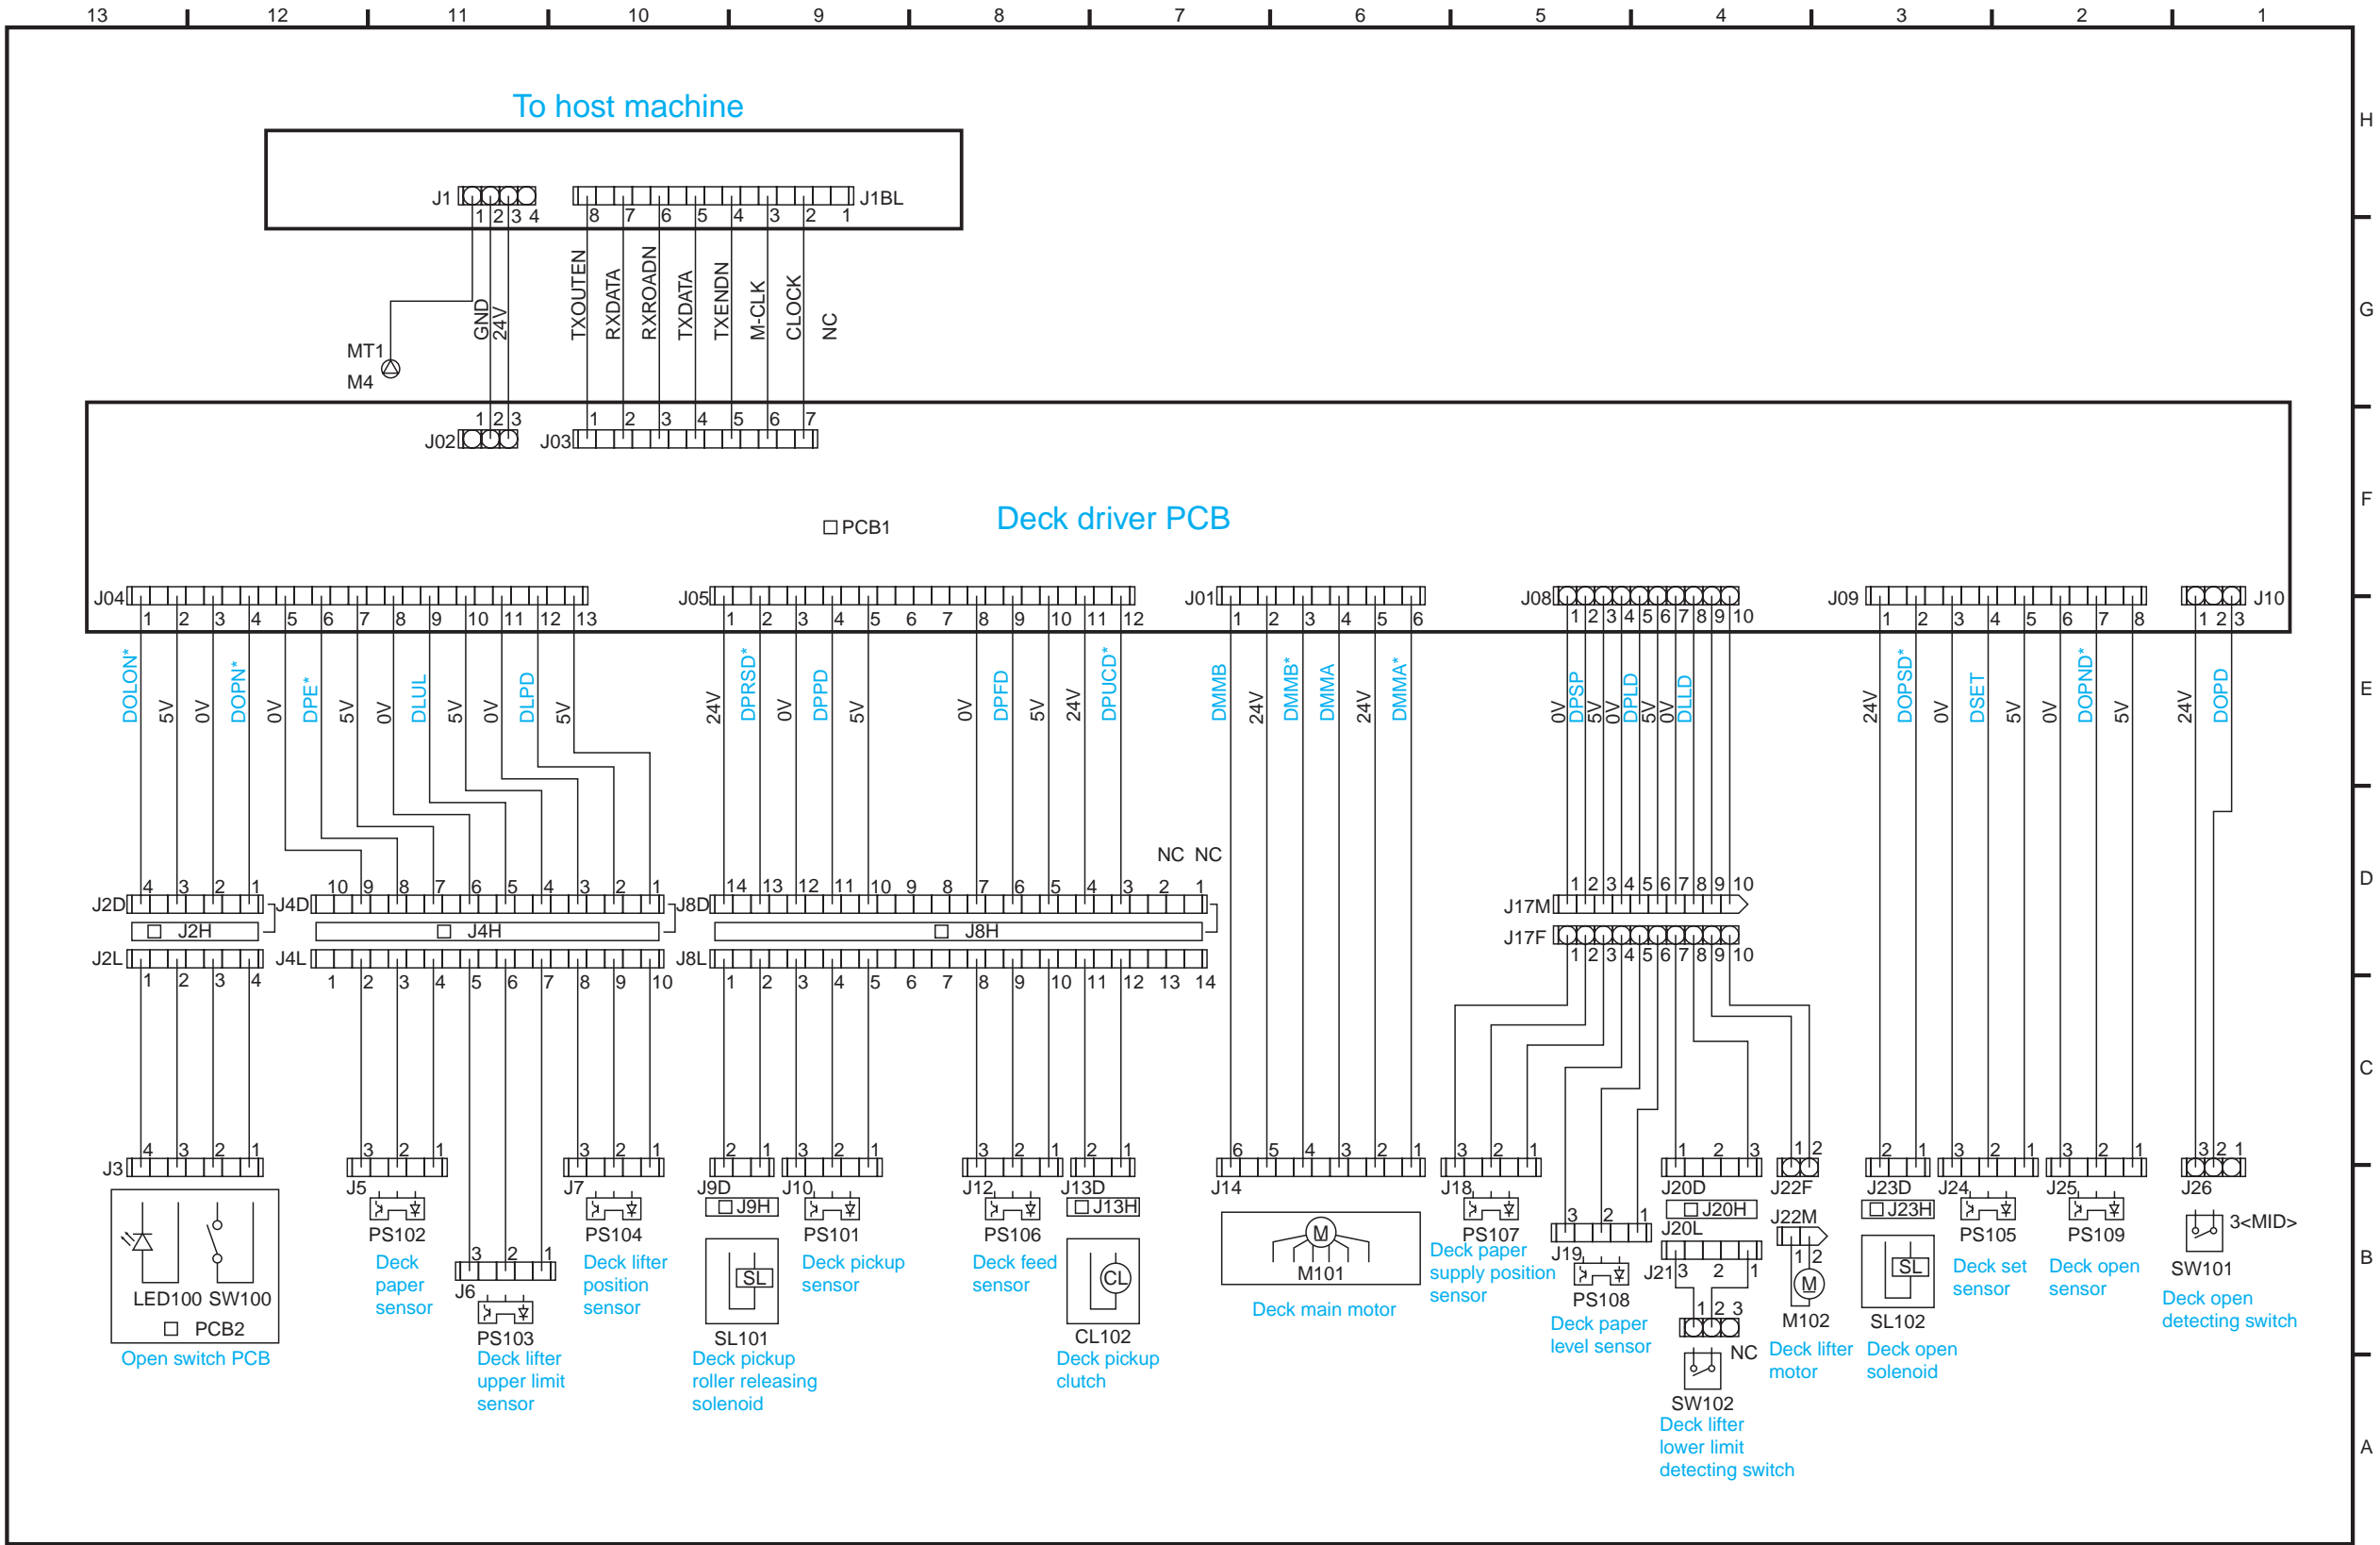 13 12 11 10 9 8 7 6 5 4 3 2 1
To host machine
H
J1
J1BL
1 2 3 4
8 7 6 5 4 3 2 1
GND
24V
TXOUTEN
RXDATA
RXROADN
TXDATA
TXENDN
M-CLK
CLOCK
NC
G
MT1
M4
1 2 3
1 2 3 4 5 6 7
J02
J03
F
Deck driver PCB
PCB1
J04
J05
J01
J08
J09
J10
1 2 3 4 5 6 7 8 9 10 11 12 13
1 2 3 4 5 6 7 8 9 10 11 12
1 2 3 4 5 6
1 2 3 4 5 6 7 8 9 10
1 2 3 4 5 6 7 8
1 2 3
DOLON*
5V
0V
DOPN*
0V
DPE*
5V
0V
DLUL
5V
0V
DLPD
5V
24V
DPRSD*
0V
DPPD
5V
0V
DPFD
5V
24V
DPUCD*
DMMB
24V
DMMB*
DMMA
24V
DMMA*
0V
DPSP
5V
0V
DPLD
5V
0V
DLLD
24V
DOPSD*
0V
DSET
5V
0V
DOPND*
5V
24V
DOPD
E
NC NC
D
4 3 2 1
10 9 8 7 6 5 4 3 2 1
14 13 12 11 10 9 8 7 6 5 4 3 2 1
1 2 3 4 5 6 7 8 9 10
J2D
J4D
J8D
J17M
J2H
J4H
J8H
J17F
J2L
J4L
J8L
1 2 3 4
1 2 3 4 5 6 7 8 9 10
1 2 3 4 5 6 7 8 9 10 11 12 13 14
1 2 3 4 5 6 7 8 9 10
C
4 3 2 1
J3
LED100 SW100
PCB2
Open switch PCB
3 2 1
J5
PS102
Deck
paper
sensor
3 2 1
J6
PS103
Deck lifter
upper limit
sensor
3 2 1
J7
PS104
Deck lifter
position
sensor
2 1
J9D
J9H
SL
SL101
Deck pickup
roller releasing
solenoid
3 2 1
J10
PS101
Deck pickup
sensor
3 2 1
J12
PS106
Deck feed
sensor
2 1
J13D
J13H
CL
CL102
Deck pickup
clutch
6 5 4 3 2 1
J14
M
M101
Deck main motor
3 2 1
J18
PS107
Deck paper
supply position
sensor
3 2 1
J19
PS108
Deck paper
level sensor
1 2 3
J20D
J20H
J20L
J21
3 2 1
1 2 3
NC
SW102
Deck lifter
lower limit
detecting switch
1 2
J22F
J22M
1 2
M
M102
Deck lifter
motor
2 1
J23D
J23H
SL
SL102
Deck open
solenoid
3 2 1
J24
PS105
Deck set
sensor
3 2 1
J25
PS109
Deck open
sensor
3 2 1
J26
3<MID>
SW101
Deck open
detecting switch
B
A